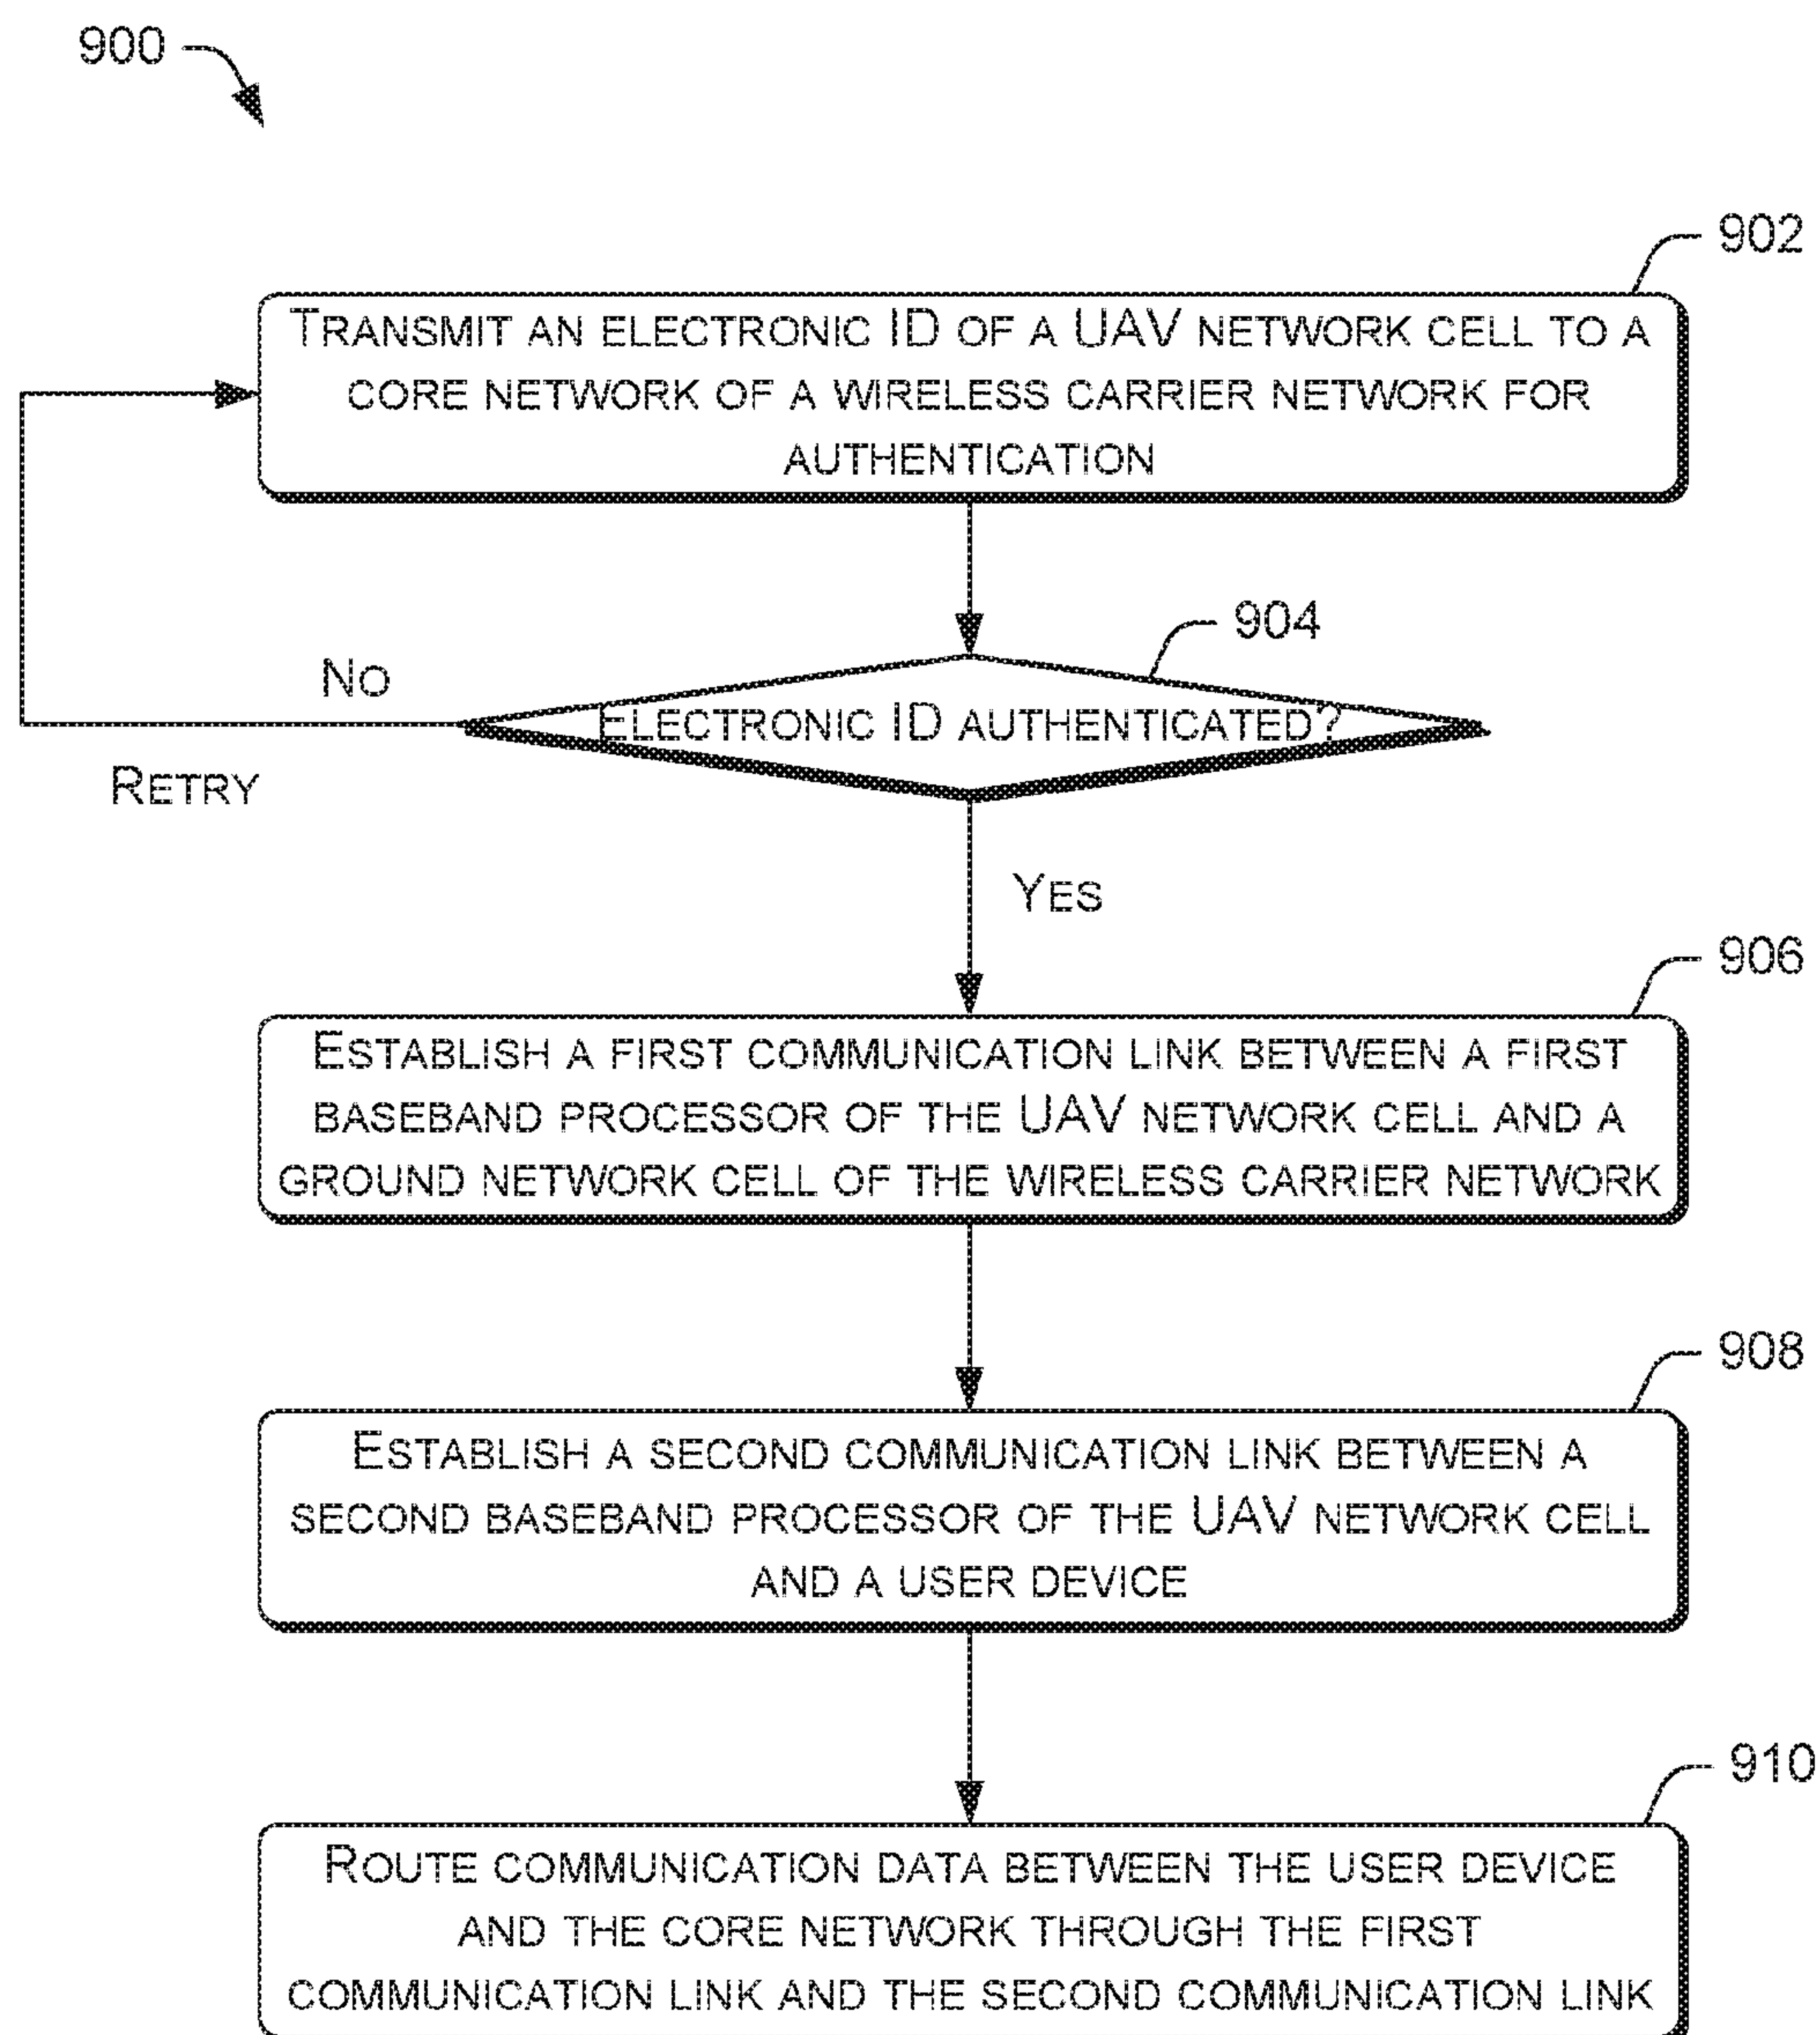 900
902
TRANSMIT AN ELECTRONIC ID OF A UAV NETWORK CELL TO A
CORE NETWORK OF A WIRELESS CARRIER NETWORK FOR
AUTHENTICATION
904
NO
ELECTRONIC ID AUTHENTICATED?
RETRY
YES
906
ESTABLISH A FIRST COMMUNICATION LINK BETWEEN A FIRST
BASEBAND PROCESSOR OF THE UAV NETWORK CELL AND A
GROUND NETWORK CELL OF THE WIRELESS CARRIER NETWORK
908
ESTABLISH A SECOND COMMUNICATION LINK BETWEEN A
SECOND BASEBAND PROCESSOR OF THE UAV NETWORK CELL
AND A USER DEVICE
910
ROUTE COMMUNICATION DATA BETWEEN THE USER DEVICE
AND THE CORE NETWORK THROUGH THE FIRST
COMMUNICATION LINK AND THE SECOND COMMUNICATION LINK